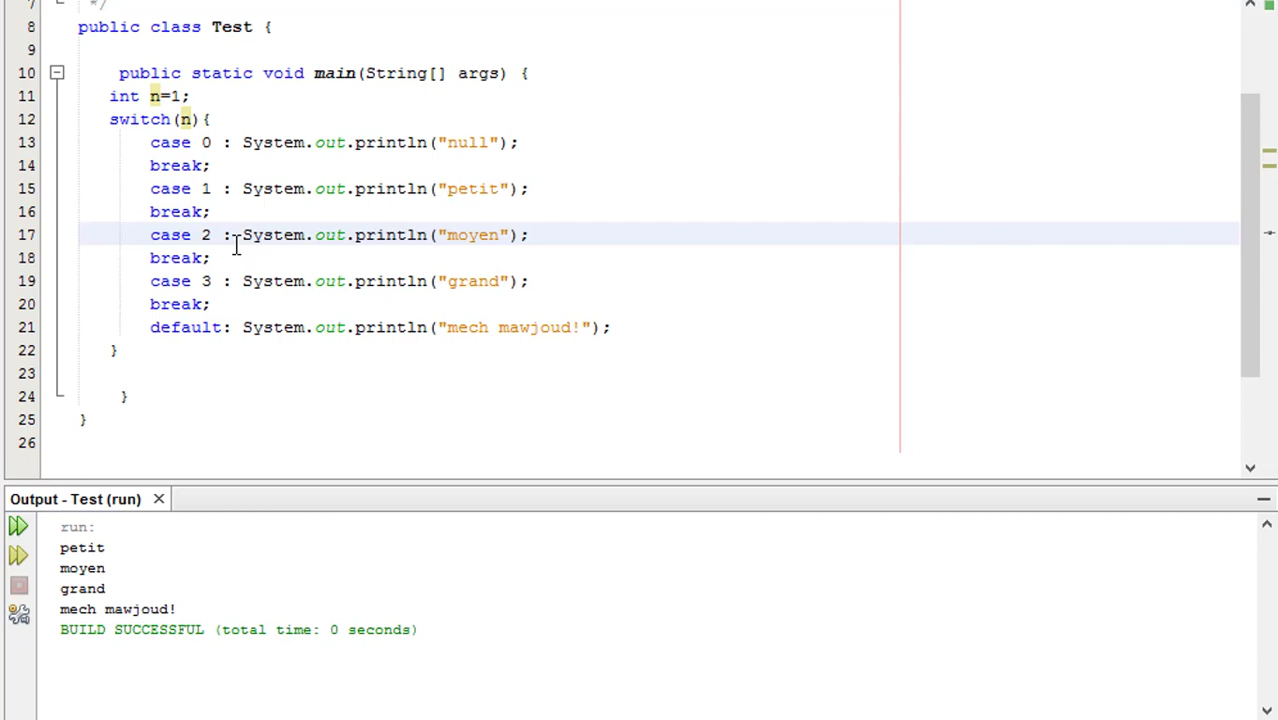 7 */
8 public class Test {
9
10 public static void main(String[] args) {
11 int n=1;
12 switch(n){
13 case 0 : System.out.println("null");
14 break;
15 case 1 : System.out.println("petit");
16 break;
17 case 2 : System.out.println("moyen");
18 break;
19 case 3 : System.out.println("grand");
20 break;
21 default: System.out.println("mech mawjoud!");
22 }
23
24 }
25 }
26
Output - Test (run)
run:
petit
moyen
grand
mech mawjoud!
BUILD SUCCESSFUL (total time: 0 seconds)